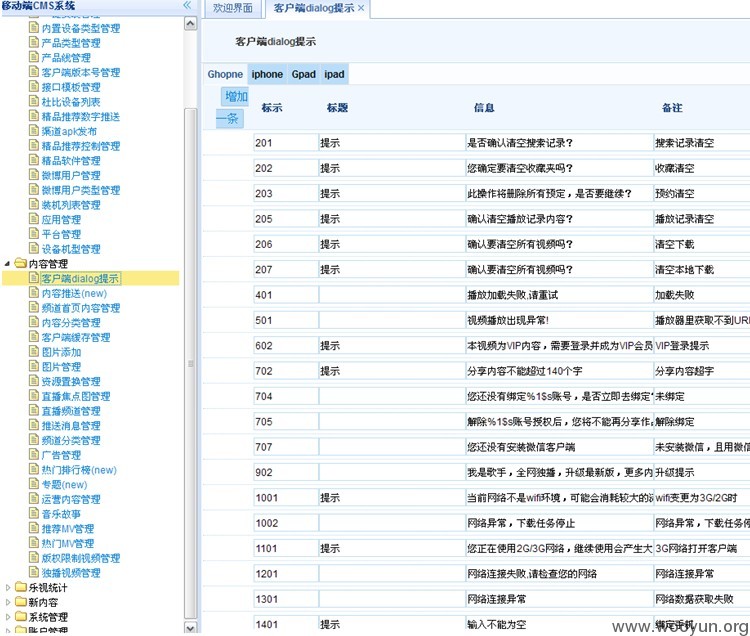 移动端CMS系统
内置设备类型管理
产品类型管理
产品线管理
客户端版本号管理
接口模板管理
杜比设备列表
精品推荐数字推送
渠道apk发布
精品推荐控制管理
精品软件管理
微博用户管理
微博用户类型管理
装机列表管理
应用管理
平台管理
设备机型管理
内容管理
客户端dialog提示
内容推送(new)
频道首页内容管理
内容分类管理
客户端缓存管理
图片添加
图片管理
资源置换管理
直播焦点图管理
直播频道管理
推送消息管理
频道分类管理
广告管理
热门排行榜(new)
专题(new)
运营内容管理
音乐故事
推荐MV管理
热门MV管理
版权限制视频管理
独播视频管理
乐视统计
新内容
系统管理
账户管理
欢迎界面 客户端dialog提示
客户端dialog提示
Ghopne iphone Gpad ipad
增加一条 标示 标题 信息 备注
201 提示 是否确认清空搜索记录? 搜索记录清空
202 提示 您确定要清空收藏夹吗? 收藏清空
203 提示 此操作将删除所有预定，是否要继续? 预约清空
205 提示 确认清空播放记录内容? 播放记录清空
206 提示 确认要清空所有视频吗? 清空下载
207 提示 确认要清空所有视频吗? 清空本地下载
401 播放加载失败,请重试 加载失败
501 视频播放出现异常! 播放器里获取不到URL
602 提示 本视频为VIP内容，需要登录并成为VIP会员 VIP登录提示
702 提示 分享内容不能超过140个字 分享内容超字
704 您还没有绑定%1$s账号，是否立即去绑定 未绑定
705 解除%1$s账号授权后，您将不能再分享作 解除绑定
707 您还没有安装微信客户端 未安装微信，且用微信
902 我是歌手，全网独播，升级最新版，更多内 升级提示
1001 提示 当前网络不是wifi环境，可能会消耗较大的 wifi变更为3G/2G时
1002 网络异常，下载任务停止 网络异常，下载任务停
1101 提示 您正在使用2G/3G网络，继续使用会产生大 3G网络打开客户端
1201 网络连接失败,请检查您的网络 网络连接异常
1301 网络连接异常 网络数据获取失败
1401 提示 输入不能为空 绑定手机
www.wooyun.org